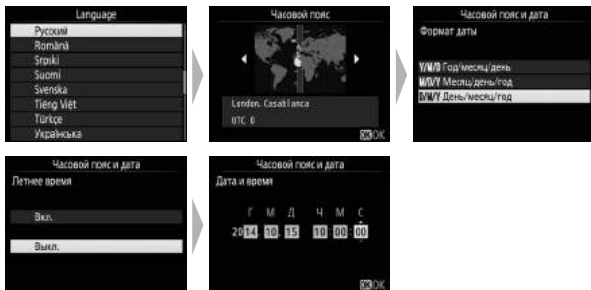 Language
Русский
Română
Srpski
Suomi
Svenska
Tiếng Việt
Türkçe
Українська
Часовой пояс
London, Casablanca
UTC 0
OK OK
Часовой пояс и дата
Формат даты
Y/M/D Год/месяц/день
M/D/Y Месяц/день/год
D/M/Y День/месяц/год
Часовой пояс и дата
Летнее время
Вкл.
Выкл.
Часовой пояс и дата
Дата и время
Г М Д Ч М С
2014. 10. 15 10:00:00
OK OK